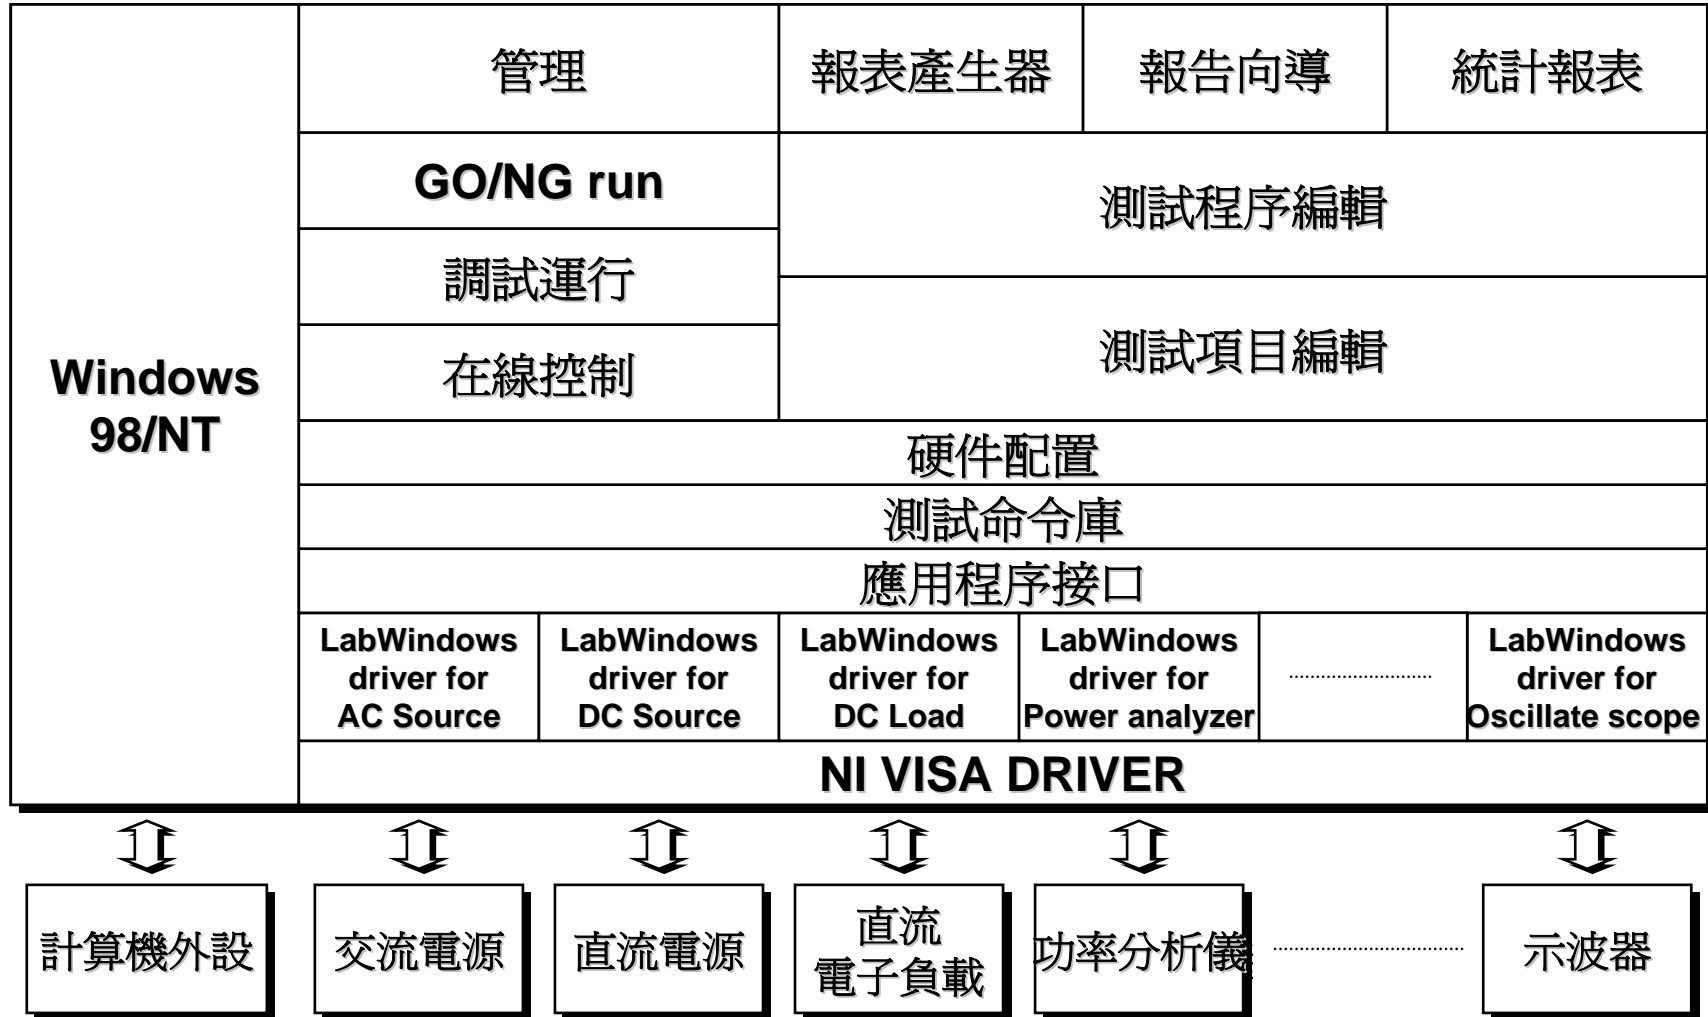 管理
報表產生器
報告向導
統計報表
GO/NG run
測試程序編輯
調試運行
測試項目編輯
在線控制
Windows
98/NT
硬件配置
測試命令庫
應用程序接口
LabWindows
driver for
AC Source
LabWindows
driver for
DC Source
LabWindows
driver for
DC Load
LabWindows
driver for
Power analyzer
............................
LabWindows
driver for
Oscillate scope
NI VISA DRIVER
計算機外設
交流電源
直流電源
直流
電子負載
功率分析儀
......................................
示波器